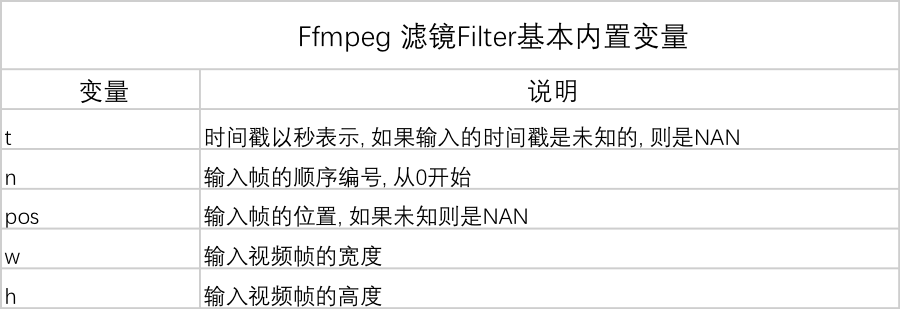 Ffmpeg 滤镜Filter基本内置变量
变量 说明
t 时间戳以秒表示, 如果输入的时间戳是未知的, 则是NAN
n 输入帧的顺序编号, 从0开始
pos 输入帧的位置, 如果未知则是NAN
w 输入视频帧的宽度
h 输入视频帧的高度